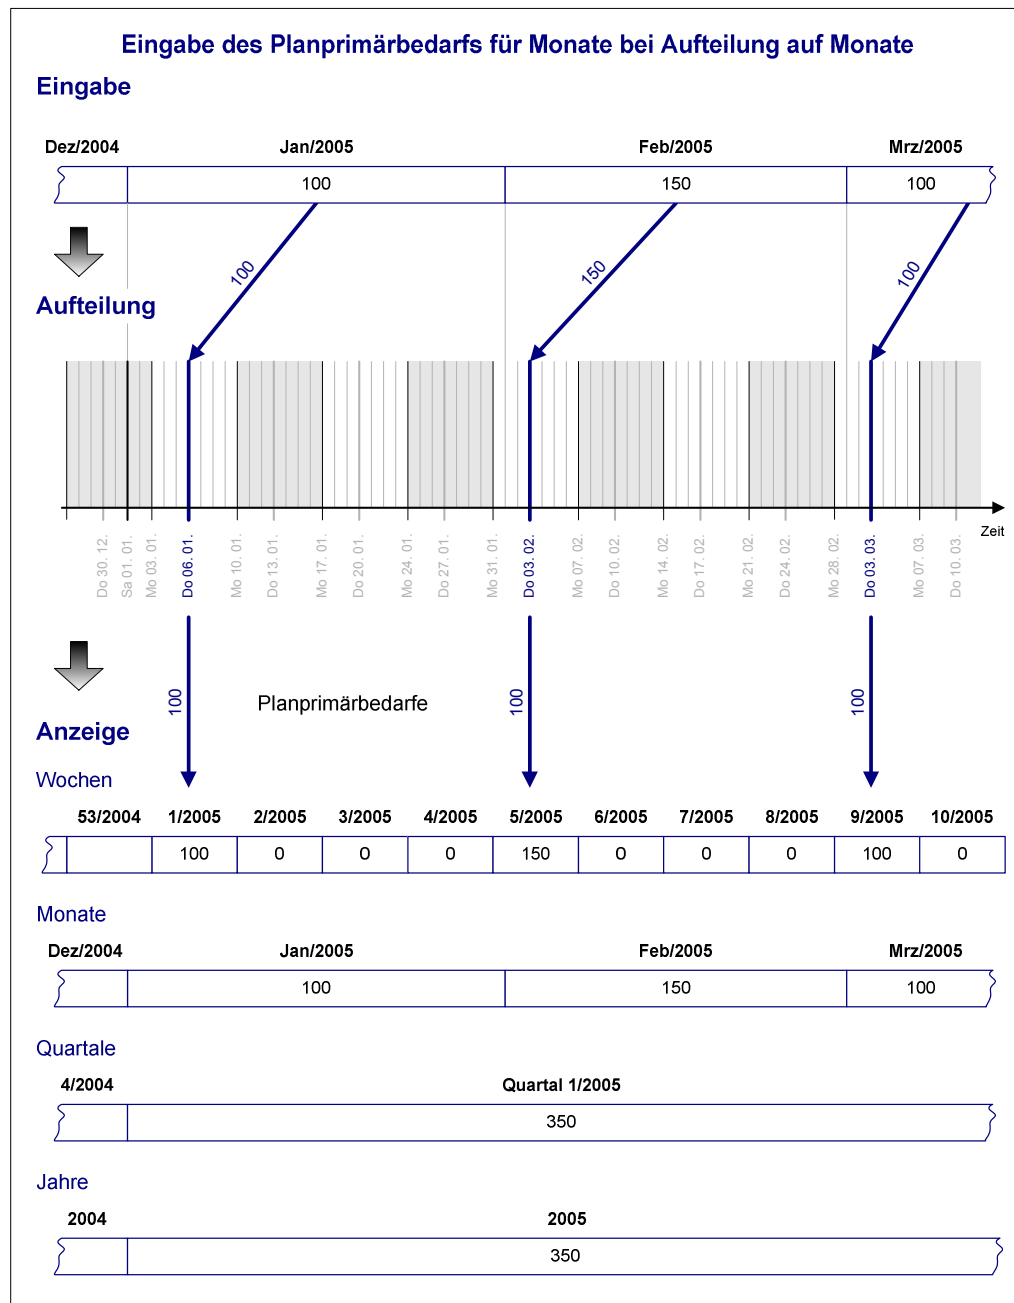 Eingabe des Planprimärbedarfs für Monate bei Aufteilung auf Monate
Eingabe
Dez/2004 Jan/2005 Feb/2005 Mrz/2005
100 150 100
100 150 100
Aufteilung
Zeit
Do 30. 12. Sa 01. 01. Mo 03. 01. Do 06. 01. Mo 10. 01. Do 13. 01. Mo 17. 01. Do 20. 01. Mo 24. 01. Do 27. 01. Mo 31. 01. Do 03. 02. Mo 07. 02. Do 10. 02. Mo 14. 02. Do 17. 02. Mo 21. 02. Do 24. 02. Mo 28. 02. Do 03. 03. Mo 07. 03. Do 10. 03.
100 Planprimärbedarfe 100 100
Anzeige
Wochen
53/2004 1/2005 2/2005 3/2005 4/2005 5/2005 6/2005 7/2005 8/2005 9/2005 10/2005
100 0 0 0 150 0 0 0 100 0
Monate
Dez/2004 Jan/2005 Feb/2005 Mrz/2005
100 150 100
Quartale
4/2004 Quartal 1/2005
350
Jahre
2004 2005
350